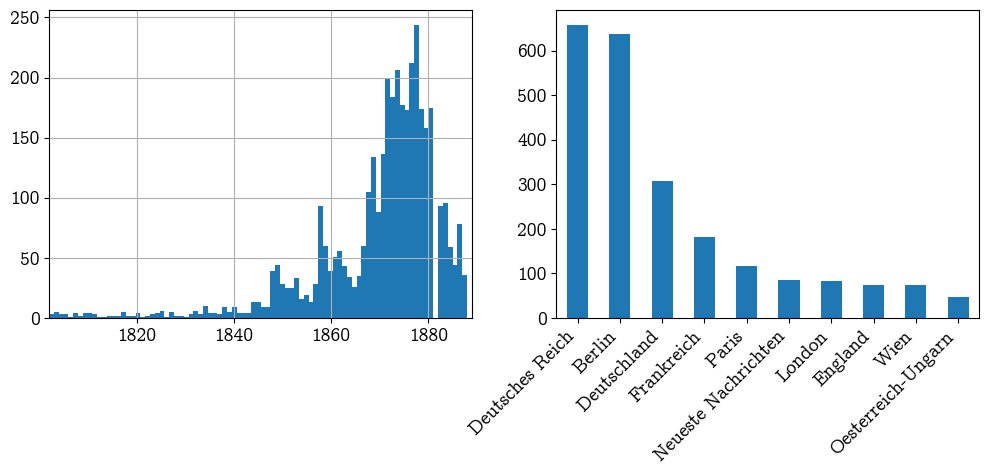 250
200
150
100
50
0
1820 1840 1860 1880
600
500
400
300
200
100
0
Deutsches Reich
Berlin
Deutschland
Frankreich
Paris
Neueste Nachrichten
London
England
Wien
Oesterreich-Ungarn